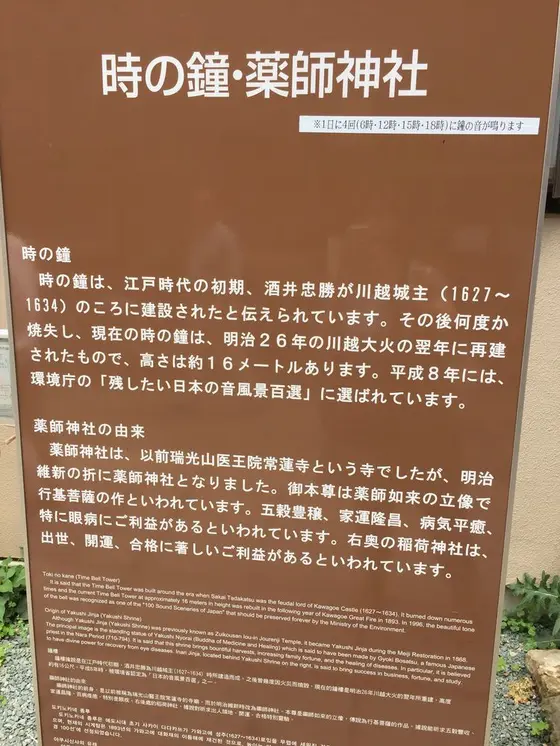 時の鐘・薬師神社
※1日に4回(6時・12時・15時・18時)に鐘の音が鳴ります
時の鐘
時の鐘は、江戸時代の初期、酒井忠勝が川越城主(1627~
1634)のころに建設されたと伝えられています。その後何度か
焼失し、現在の時の鐘は、明治26年の川越大火の翌年に再建
されたもので、高さは約16メートルあります。平成8年には、
環境庁の「残したい日本の音風景百選」に選ばれています。
薬師神社の由来
薬師神社は、以前瑞光山医王院常蓮寺という寺でしたが、明治
維新の折に薬師神社となりました。御本尊は薬師如来の立像で
行基菩薩の作といわれています。五穀豊穣、家運隆昌、病気平癒、
特に眼病にご利益があるといわれています。右奥の稲荷神社は、
出世、開運、合格に著しいご利益があるといわれています。
Toki no kane (Time Bell Tower)
It is said that the Time Bell Tower was built around the era when Sakai Tadakatsu was the feudal lord of Kawagoe Castle (1627~1634). It burned down numerous
times and the current Time Bell Tower at approximately 16 meters in height was rebuilt in the following year of Kawagoe Great Fire in 1893. In 1996, the beautiful tone
of the bell was recognized as one of the "100 Sound Sceneries of Japan" that should be preserved forever by the Ministry of the Environment.
Origin of Yakushi Jinja (Yakushi Shrine)
Although Yakushi Jinja (Yakushi Shrine) was previously known as Zuikousan Iou-in Jourenji Temple, it became Yakushi Jinja during the Meiji Restoration in 1868.
The principal image is the standing statue of Yakushi Nyorai (Buddha of Medicine and Healing) which is said to have been made by Gyoki Bosatsu, a famous Japanese
priest in the Nara Period (715-794). It is said that this shrine brings bountiful harvests, increasing family fortune, and the healing of diseases. In particular, it is believed
to have divine power for recovery from eye diseases. Inari Jinja, located behind Yakushi Shrine on the right, is said to bring success in business, fortune, and study
鐘樓
藥師神社的由來
도키노카네 종루